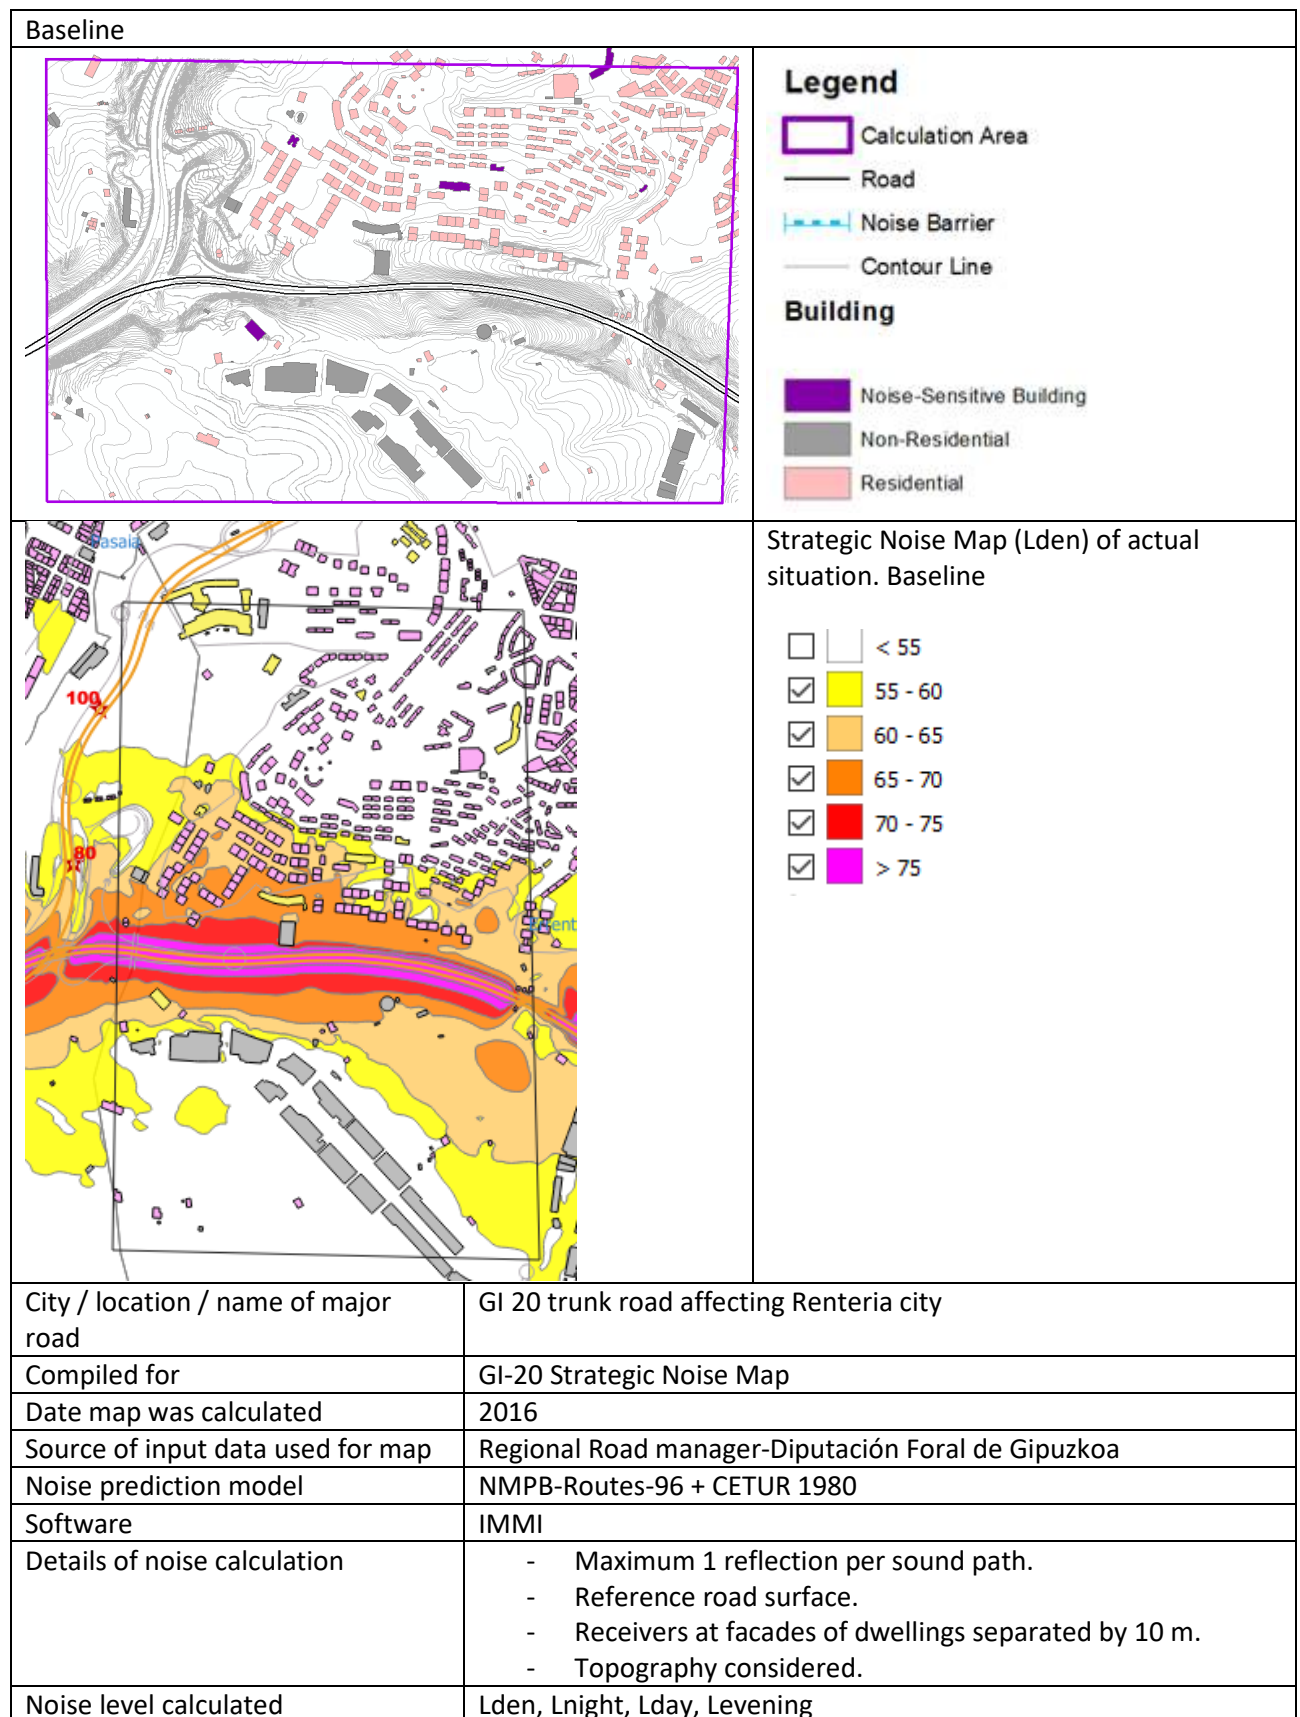 Baseline
Legend
Calculation Area
Road
Noise Barrier
Contour Line
Building
Noise-Sensitive Building
Non-Residential
Residential
Strategic Noise Map (Lden) of actual
situation. Baseline
100
80
< 55
55 - 60
60 - 65
65 - 70
70 - 75
> 75
City / location / name of major
road
GI 20 trunk road affecting Renteria city
Compiled for
GI-20 Strategic Noise Map
Date map was calculated
2016
Source of input data used for map
Regional Road manager-Diputación Foral de Gipuzkoa
Noise prediction model
NMPB-Routes-96 + CETUR 1980
Software
IMMI
Details of noise calculation
- Maximum 1 reflection per sound path.
- Reference road surface.
- Receivers at facades of dwellings separated by 10 m.
- Topography considered.
Noise level calculated
Lden, Lnight, Lday, Levening